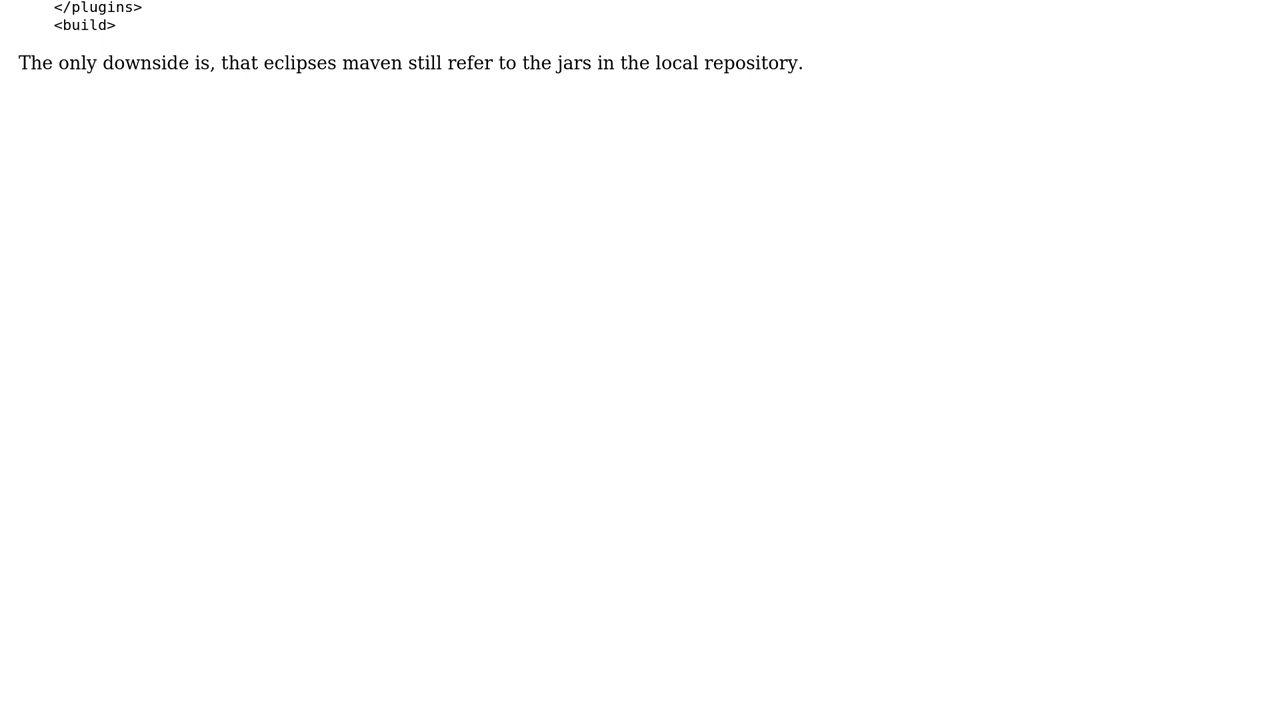 </plugins>
<build>
The only downside is, that eclipses maven still refer to the jars in the local repository.